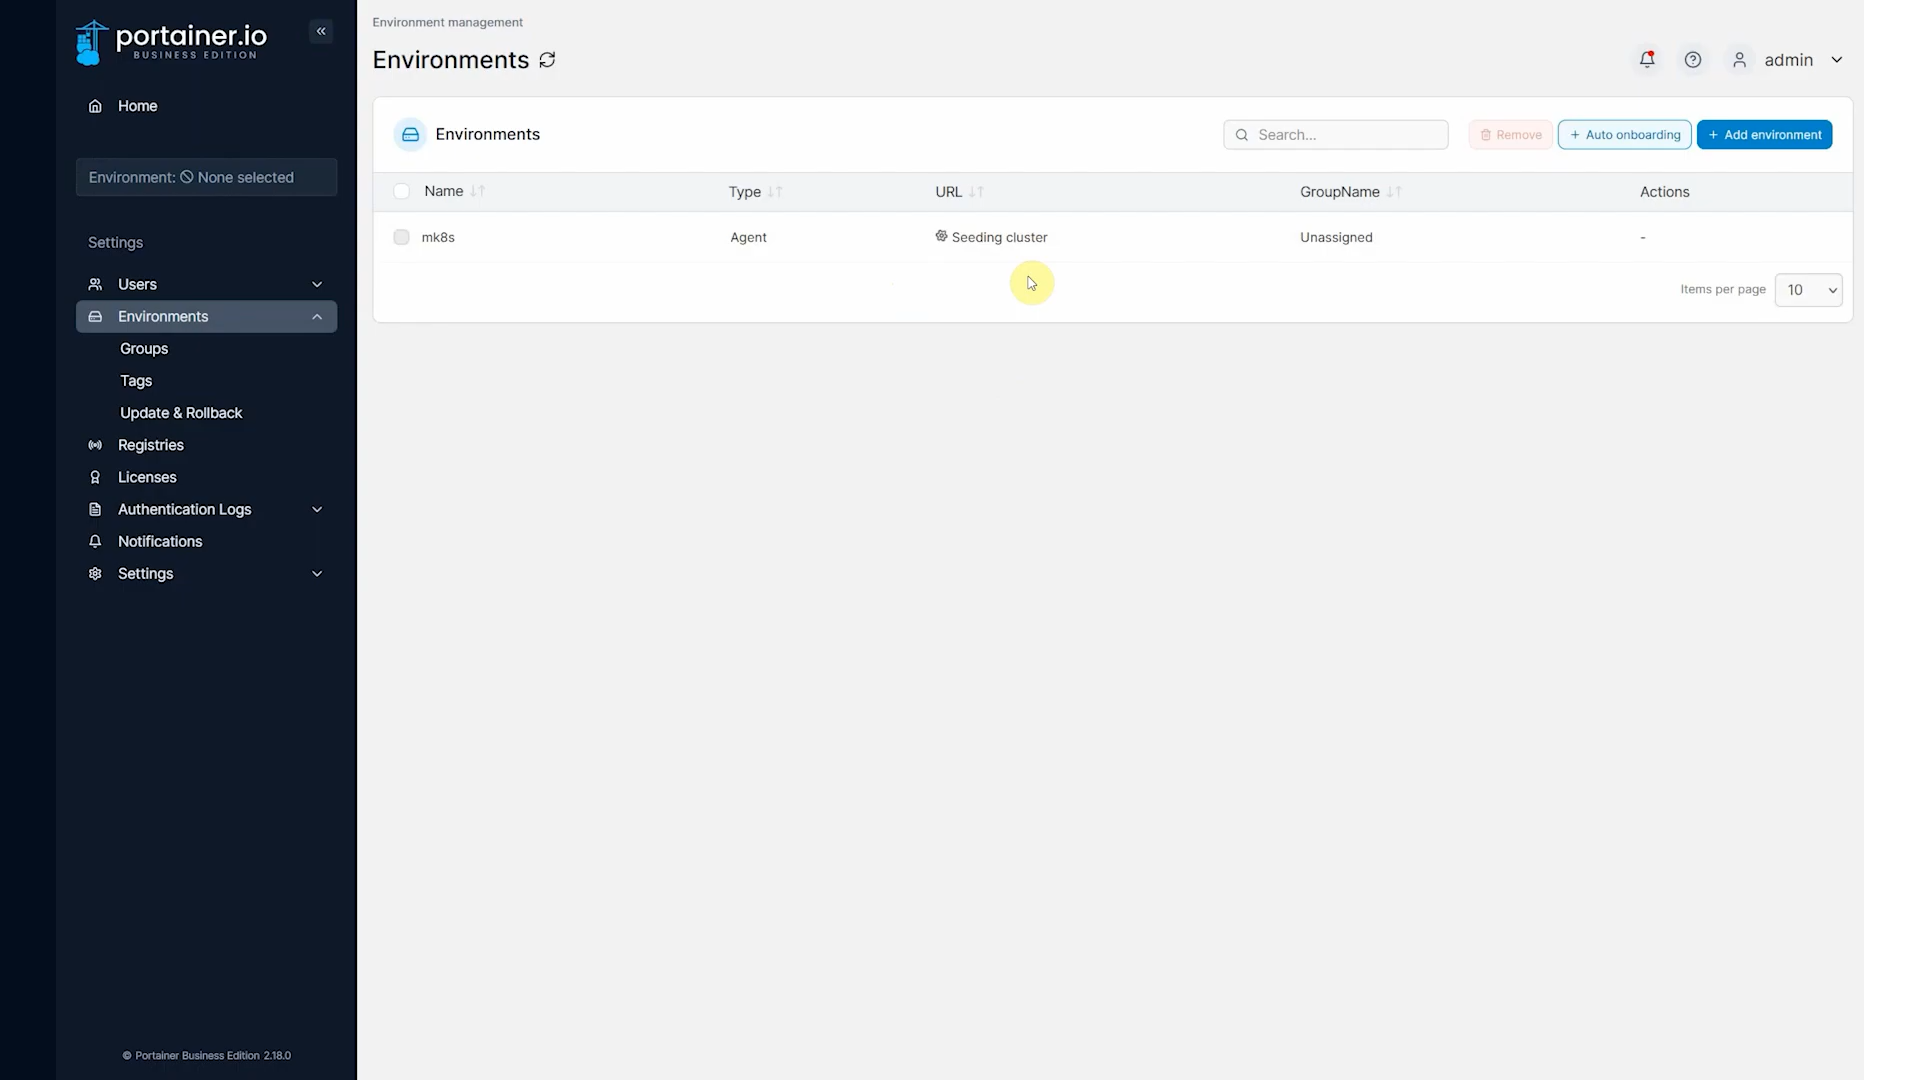 portainer.io
BUSINESS EDITION
Home
Environment: None selected
Settings
Users
Environments
Groups
Tags
Update & Rollback
Registries
Licenses
Authentication Logs
Notifications
Settings
© Portainer Business Edition 2.18.0
Environment management
Environments
admin
Environments
Search...
Remove
+ Auto onboarding
+ Add environment
Name Type URL GroupName Actions
mk8s Agent Seeding cluster Unassigned -
Items per page 10